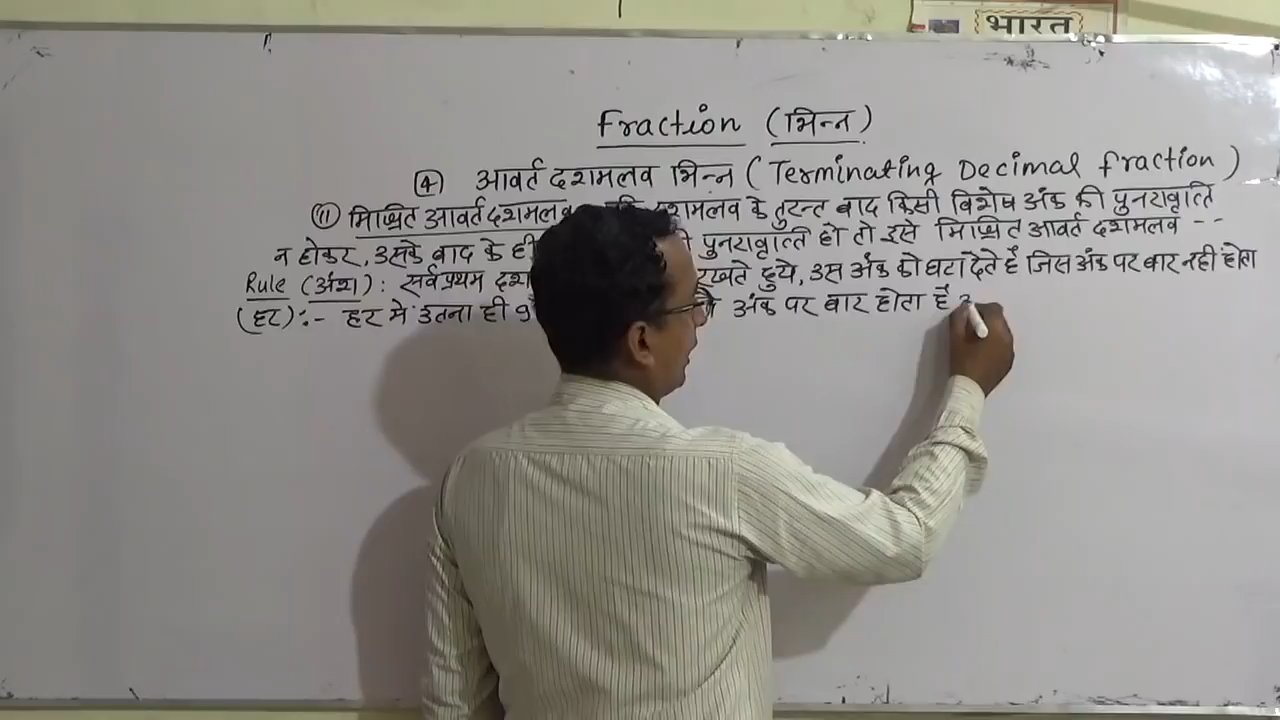 भारत
Fraction (भिन्न)
(4) आवर्त दशमलव भिन्न (Terminating Decimal fraction)
(ii) मिश्रित आवर्त दशमलव दशमलव के तुरन्त बाद किसी विशेष अंक की पुनरावृत्ति
न होकर, उसके बाद के ही पुनरावृत्ति हो तो इसे मिश्रित आवर्त दशमलव --
Rule (अंश): सर्वप्रथम रखते हुये, उस अंक को घटा देते हैं जिस अंक पर बार नही होता
(हर):- हर मे उतना ही 9 अंक पर बार होता है